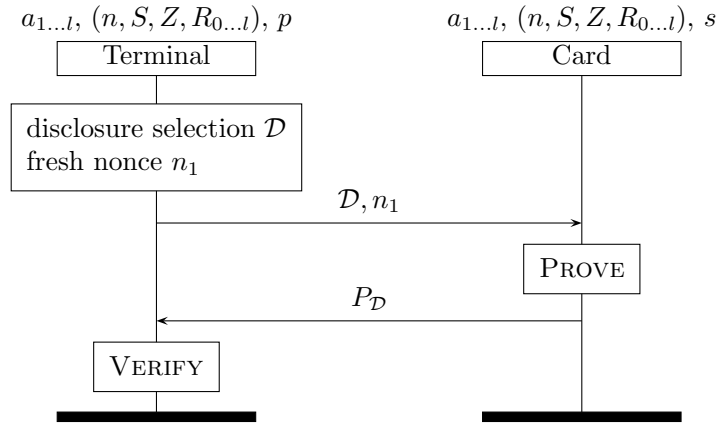 a_{1...l}, (n, S, Z, R_{0...l}), p
a_{1...l}, (n, S, Z, R_{0...l}), s
Terminal
Card
disclosure selection 𝒟
fresh nonce n_1
𝒟, n_1
PROVE
P_𝒟
VERIFY